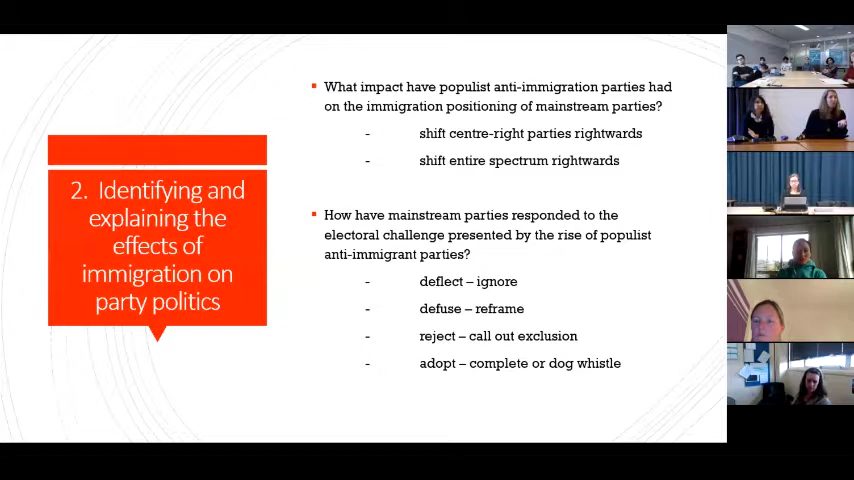 2. Identifying and
explaining the
effects of
immigration on
party politics
What impact have populist anti-immigration parties had
on the immigration positioning of mainstream parties?
- shift centre-right parties rightwards
- shift entire spectrum rightwards
How have mainstream parties responded to the
electoral challenge presented by the rise of populist
anti-immigrant parties?
- deflect – ignore
- defuse – reframe
- reject – call out exclusion
- adopt – complete or dog whistle